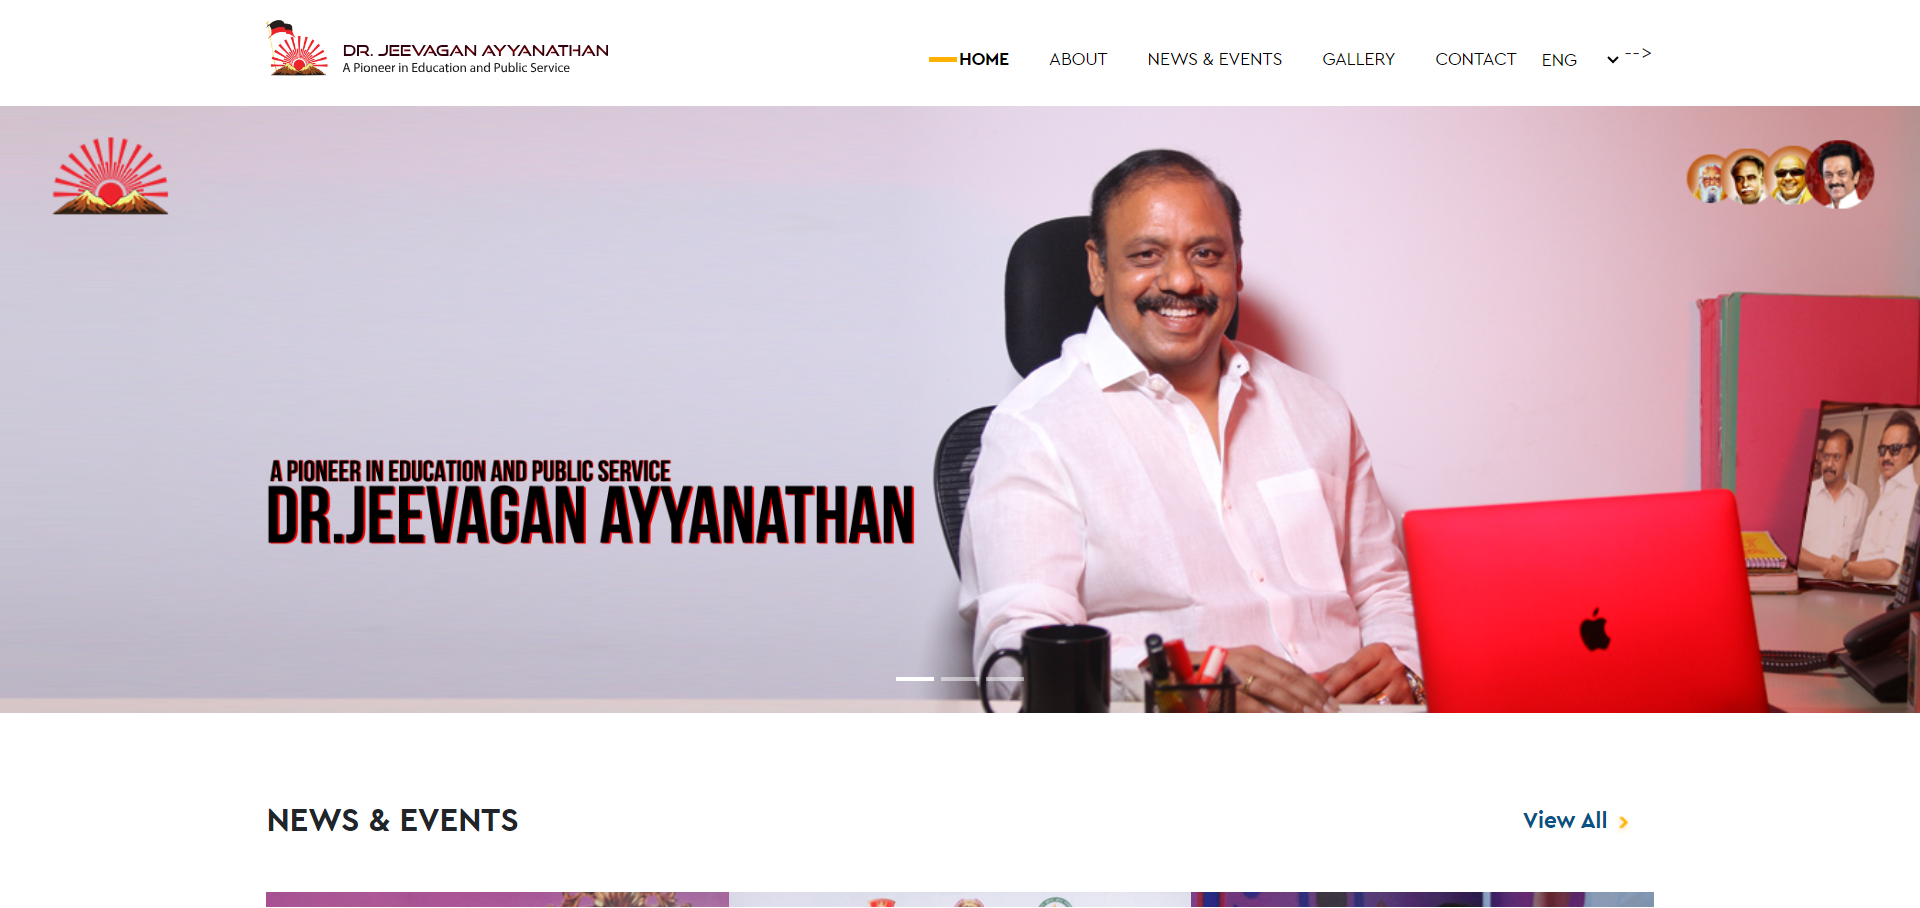 DR. JEEVAGAN AYYANATHAN
A Pioneer in Education and Public Service
HOME ABOUT NEWS & EVENTS GALLERY CONTACT ENG -->
A PIONEER IN EDUCATION AND PUBLIC SERVICE
DR.JEEVAGAN AYYANATHAN
NEWS & EVENTS
View All